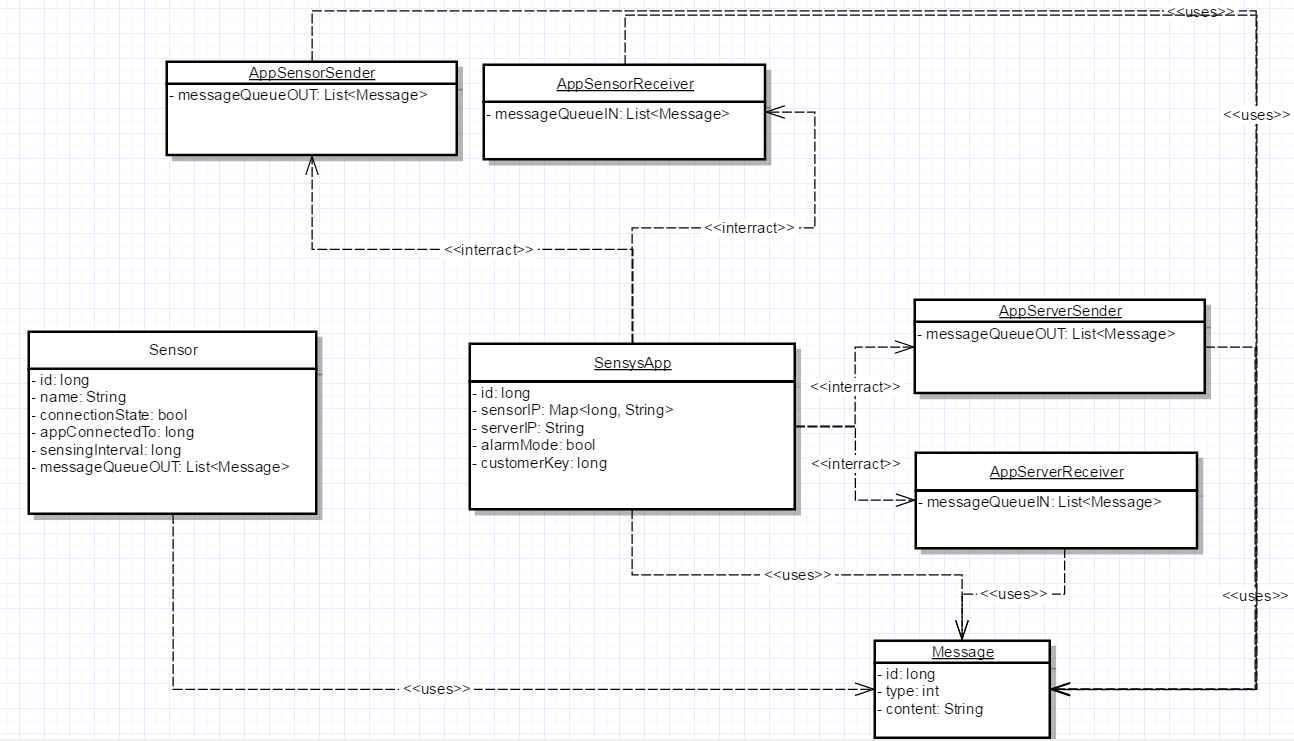 <<uses>>
AppSensorSender
- messageQueueOUT: List<Message>
AppSensorReceiver
- messageQueueIN: List<Message>
<<uses>>
<<interract>>
<<interract>>
Sensor
- id: long
- name: String
- connectionState: bool
- appConnectedTo: long
- sensingInterval: long
- messageQueueOUT: List<Message>
SensysApp
- id: long
- sensorIP: Map<long, String>
- serverIP: String
- alarmMode: bool
- customerKey: long
AppServerSender
- messageQueueOUT: List<Message>
<<interract>>
<<interract>>
AppServerReceiver
- messageQueueIN: List<Message>
<<uses>>
<<uses>>
<<uses>>
<<uses>>
Message
- id: long
- type: int
- content: String